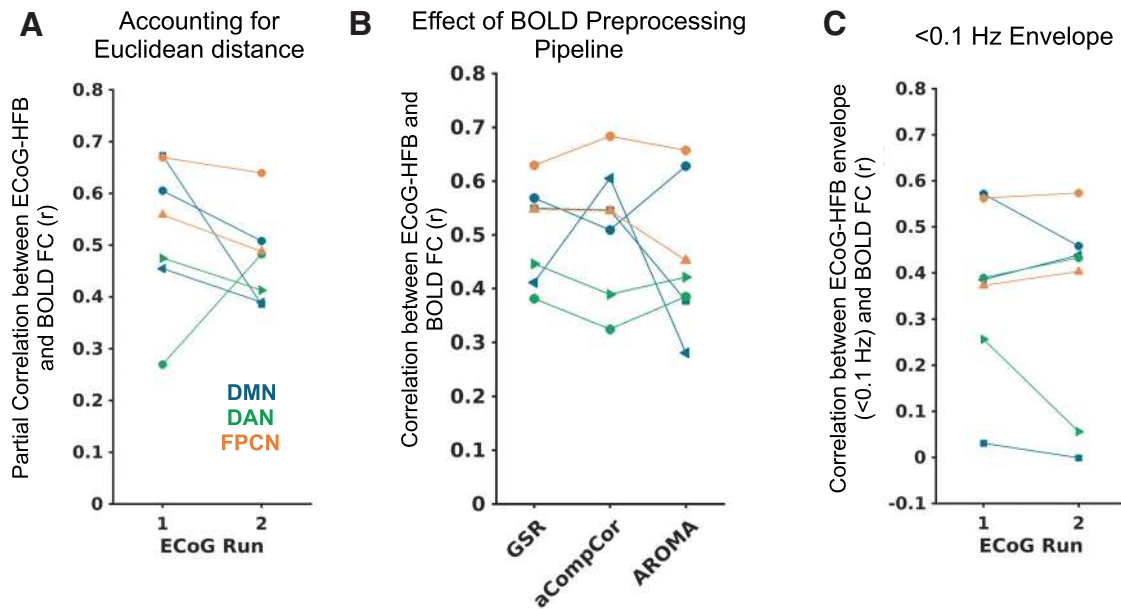 A
Accounting for
Euclidean distance
Partial Correlation between ECoG-HFB
and BOLD FC (r)
0.8
0.7
0.6
0.5
0.4
0.3
0.2
0.1
0
DMN
DAN
FPCN
1
2
ECoG Run
B
Effect of BOLD Preprocessing
Pipeline
Correlation between ECoG-HFB and
BOLD FC (r)
0.8
0.7
0.6
0.5
0.4
0.3
0.2
0.1
0
GSR
aCompCor
AROMA
C
<0.1 Hz Envelope
Correlation between ECoG-HFB envelope
(<0.1 Hz) and BOLD FC (r)
0.8
0.7
0.6
0.5
0.4
0.3
0.2
0.1
0
-0.1
1
2
ECoG Run